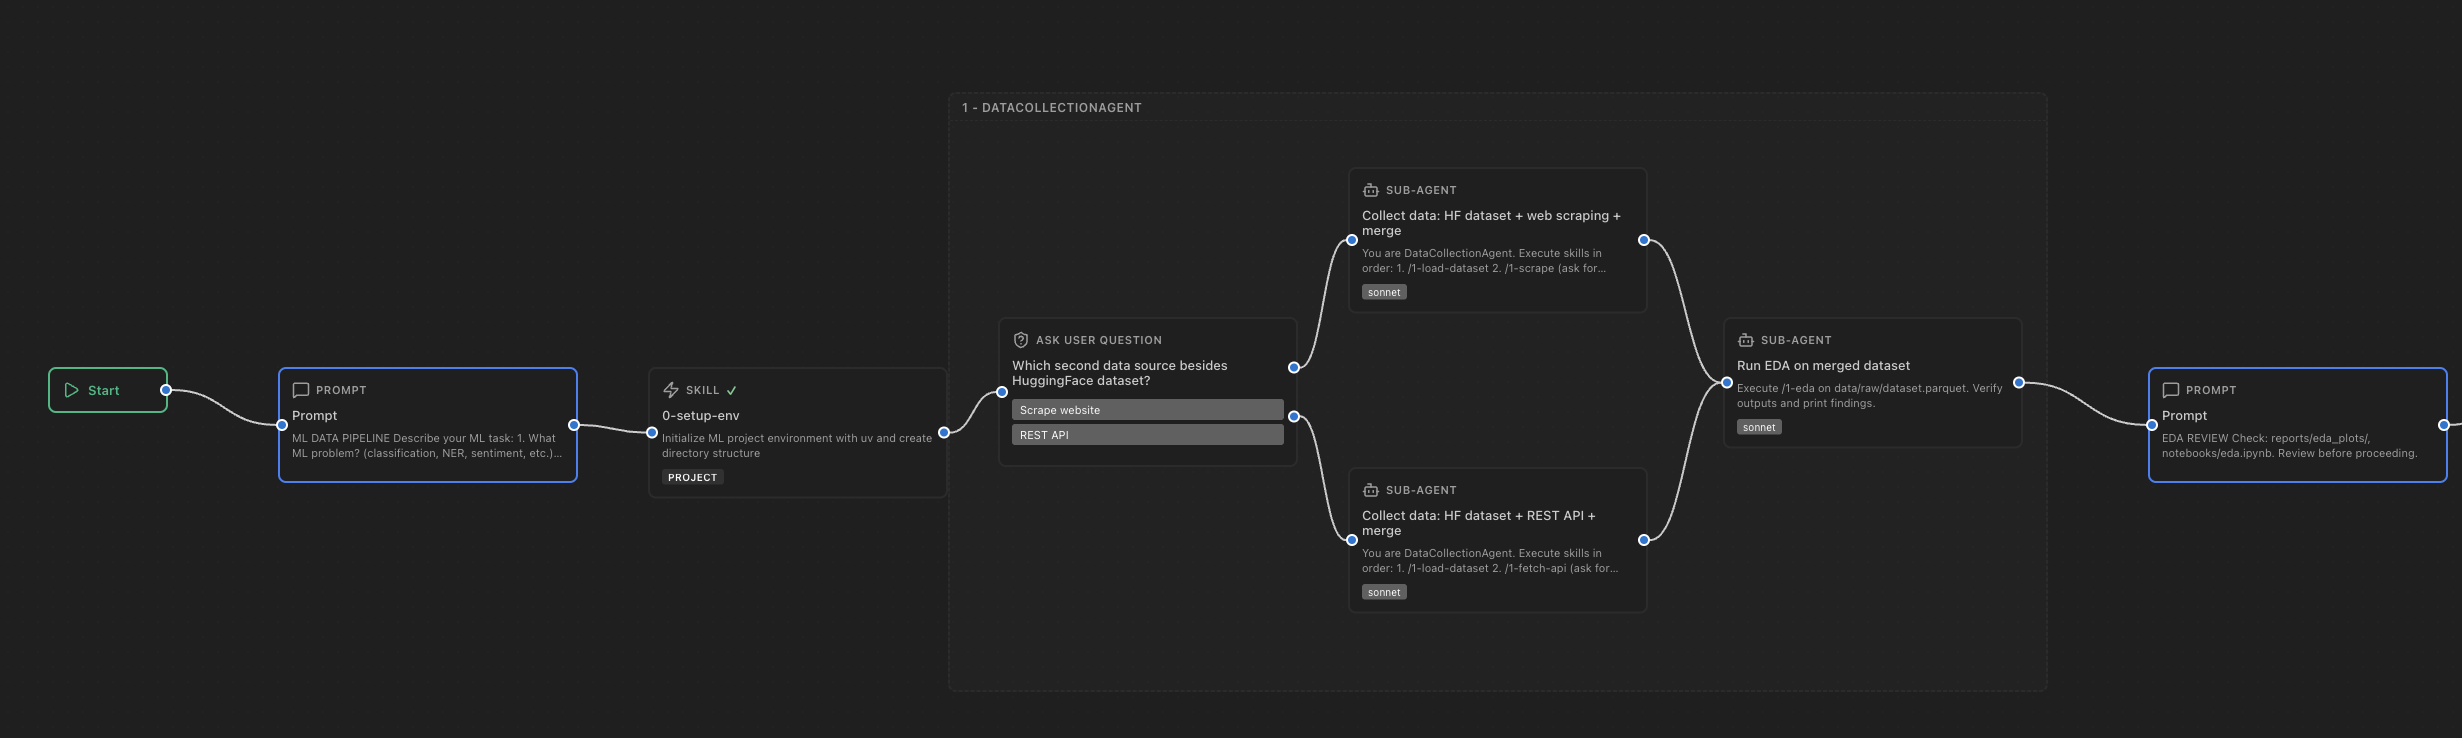 Start
PROMPT
Prompt
ML DATA PIPELINE Describe your ML task: 1. What
ML problem? (classification, NER, sentiment, etc.)...
SKILL ✓
0-setup-env
Initialize ML project environment with uv and create
directory structure
PROJECT
1 - DATACOLLECTIONAGENT
ASK USER QUESTION
Which second data source besides
HuggingFace dataset?
Scrape website
REST API
SUB-AGENT
Collect data: HF dataset + web scraping +
merge
You are DataCollectionAgent. Execute skills in
order: 1. /1-load-dataset 2. /1-scrape (ask for...
sonnet
SUB-AGENT
Collect data: HF dataset + REST API +
merge
You are DataCollectionAgent. Execute skills in
order: 1. /1-load-dataset 2. /1-fetch-api (ask for...
sonnet
SUB-AGENT
Run EDA on merged dataset
Execute /1-eda on data/raw/dataset.parquet. Verify
outputs and print findings.
sonnet
PROMPT
Prompt
EDA REVIEW Check: reports/eda_plots/,
notebooks/eda.ipynb. Review before proceeding.